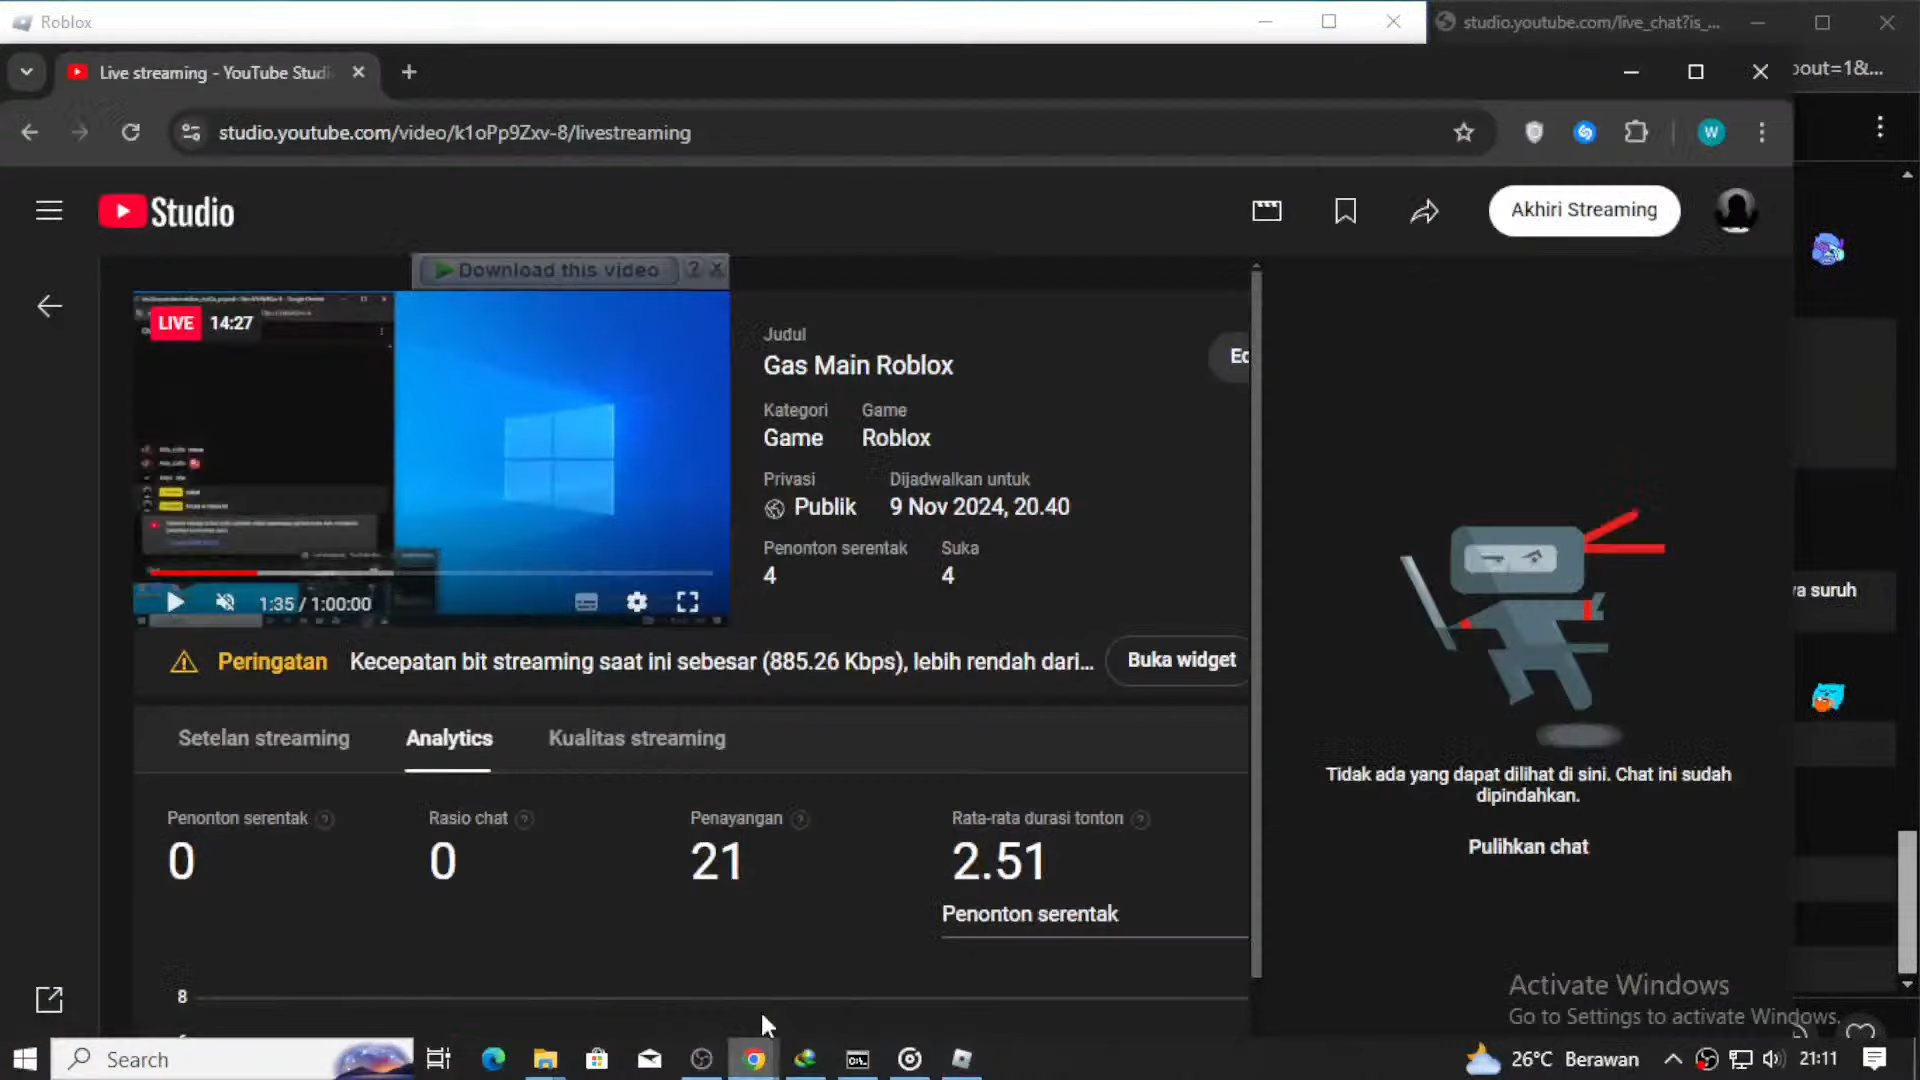 Roblox
studio.youtube.com/live_chat?is_...
Live streaming - YouTube Studi
pout=1&...
studio.youtube.com/video/k1oPp9Zxv-8/livestreaming
W
Studio
Akhiri Streaming
Download this video ? x
LIVE 14:27
Judul
Gas Main Roblox
Ed
Kategori Game
Game Roblox
Privasi Dijadwalkan untuk
Publik 9 Nov 2024, 20.40
Penonton serentak Suka
4 4
1:35 / 1:00:00
ya suruh
Peringatan Kecepatan bit streaming saat ini sebesar (885.26 Kbps), lebih rendah dari... Buka widget
Setelan streaming Analytics Kualitas streaming
Tidak ada yang dapat dilihat di sini. Chat ini sudah
dipindahkan.
Pulihkan chat
Penonton serentak Rasio chat Penayangan Rata-rata durasi tonton
0 0 21 2.51
Penonton serentak
8
Activate Windows
Go to Settings to activate Windows.
Search
26°C Berawan 21:11